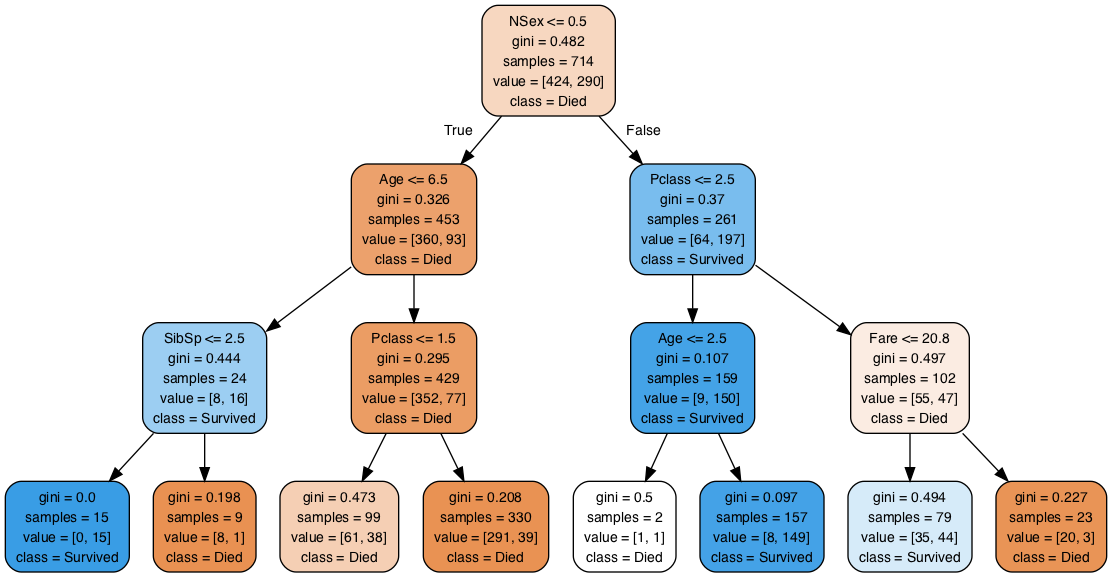 NSex <= 0.5
gini = 0.482
samples = 714
value = [424, 290]
class = Died
True
False
Age <= 6.5
gini = 0.326
samples = 453
value = [360, 93]
class = Died
Pclass <= 2.5
gini = 0.37
samples = 261
value = [64, 197]
class = Survived
SibSp <= 2.5
gini = 0.444
samples = 24
value = [8, 16]
class = Survived
Pclass <= 1.5
gini = 0.295
samples = 429
value = [352, 77]
class = Died
Age <= 2.5
gini = 0.107
samples = 159
value = [9, 150]
class = Survived
Fare <= 20.8
gini = 0.497
samples = 102
value = [55, 47]
class = Died
gini = 0.0
samples = 15
value = [0, 15]
class = Survived
gini = 0.198
samples = 9
value = [8, 1]
class = Died
gini = 0.473
samples = 99
value = [61, 38]
class = Died
gini = 0.208
samples = 330
value = [291, 39]
class = Died
gini = 0.5
samples = 2
value = [1, 1]
class = Died
gini = 0.097
samples = 157
value = [8, 149]
class = Survived
gini = 0.494
samples = 79
value = [35, 44]
class = Survived
gini = 0.227
samples = 23
value = [20, 3]
class = Died